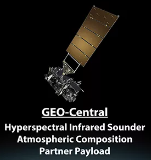 GEO-Central
Hyperspectral Infrared Sounder
Atmospheric Composition
Partner Payload